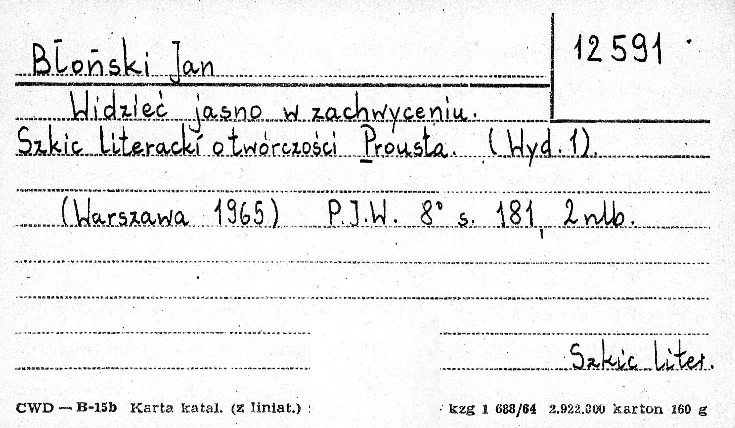 Błoński Jan
12591
Widzieć jasno w zachwyceniu.
Szkic literacki o twórczości Prousta. (Wyd. 1).
(Warszawa 1965) P.I.W. 8° s. 181, 2 nlb.
Szkic liter.
CWD — B-15b Karta katal. (z liniat.) kzg 1 688/64 2.922.000 karton 160 g